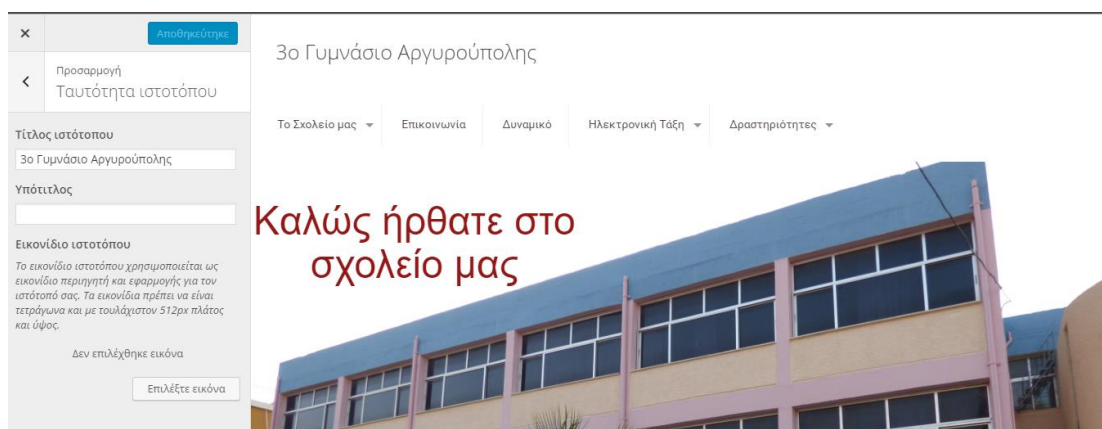 Αποθηκεύτηκε
Προσαρμογή
Ταυτότητα ιστοτόπου
Τίτλος ιστότοπου
3ο Γυμνάσιο Αργυρούπολης
Υπότιτλος
Εικονίδιο ιστοτόπου
Το εικονίδιο ιστοτόπου χρησιμοποιείται ως
εικονίδιο περιηγητή και εφαρμογής για τον
ιστότοπό σας. Τα εικονίδια πρέπει να είναι
τετράγωνα και με τουλάχιστον 512px πλάτος
και ύψος.
Δεν επιλέχθηκε εικόνα
Επιλέξτε εικόνα
3ο Γυμνάσιο Αργυρούπολης
Το Σχολείο μας Επικοινωνία Δυναμικό Ηλεκτρονική Τάξη Δραστηριότητες
Καλώς ήρθατε στο
σχολείο μας